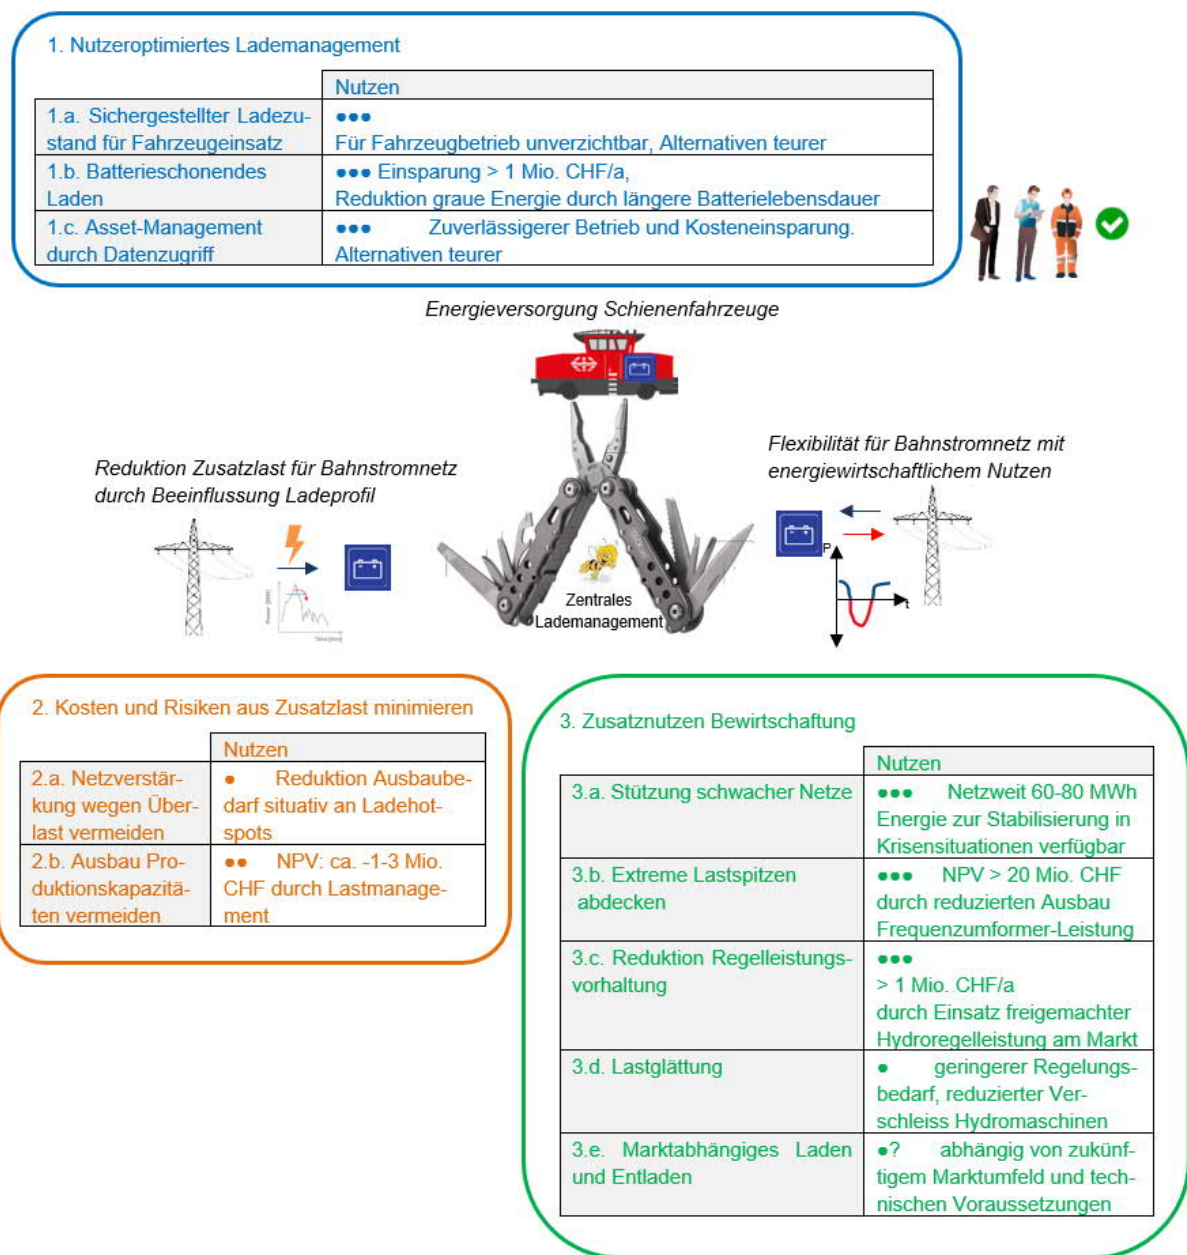 1. Nutzeroptimiertes Lademanagement
Nutzen
1.a. Sichergestellter Ladezu-
stand für Fahrzeugeinsatz
●●●
Für Fahrzeugbetrieb unverzichtbar, Alternativen teurer
1.b. Batterieschonendes
Laden
●●● Einsparung > 1 Mio. CHF/a,
Reduktion graue Energie durch längere Batterielebensdauer
1.c. Asset-Management
durch Datenzugriff
●●● Zuverlässigerer Betrieb und Kosteneinsparung.
Alternativen teurer
Energieversorgung Schienenfahrzeuge
Reduktion Zusatzlast für Bahnstromnetz
durch Beeinflussung Ladeprofil
Flexibilität für Bahnstromnetz mit
energiewirtschaftlichem Nutzen
Power [MW]
Time [min]
P
t
Zentrales
Lademanagement
2. Kosten und Risiken aus Zusatzlast minimieren
Nutzen
2.a. Netzverstär-
kung wegen Über-
last vermeiden
● Reduktion Ausbaube-
darf situativ an Ladehot-
spots
2.b. Ausbau Pro-
duktionskapazitä-
ten vermeiden
●● NPV: ca. -1-3 Mio.
CHF durch Lastmanage-
ment
3. Zusatznutzen Bewirtschaftung
Nutzen
3.a. Stützung schwacher Netze
●●● Netzweit 60-80 MWh
Energie zur Stabilisierung in
Krisensituationen verfügbar
3.b. Extreme Lastspitzen
abdecken
●●● NPV > 20 Mio. CHF
durch reduzierten Ausbau
Frequenzumformer-Leistung
3.c. Reduktion Regelleistungs-
vorhaltung
●●●
> 1 Mio. CHF/a
durch Einsatz freigemachter
Hydroregelleistung am Markt
3.d. Lastglättung
● geringerer Regelungs-
bedarf, reduzierter Ver-
schleiss Hydromaschinen
3.e. Marktabhängiges Laden
und Entladen
●? abhängig von zukünf-
tigem Marktumfeld und tech-
nischen Voraussetzungen